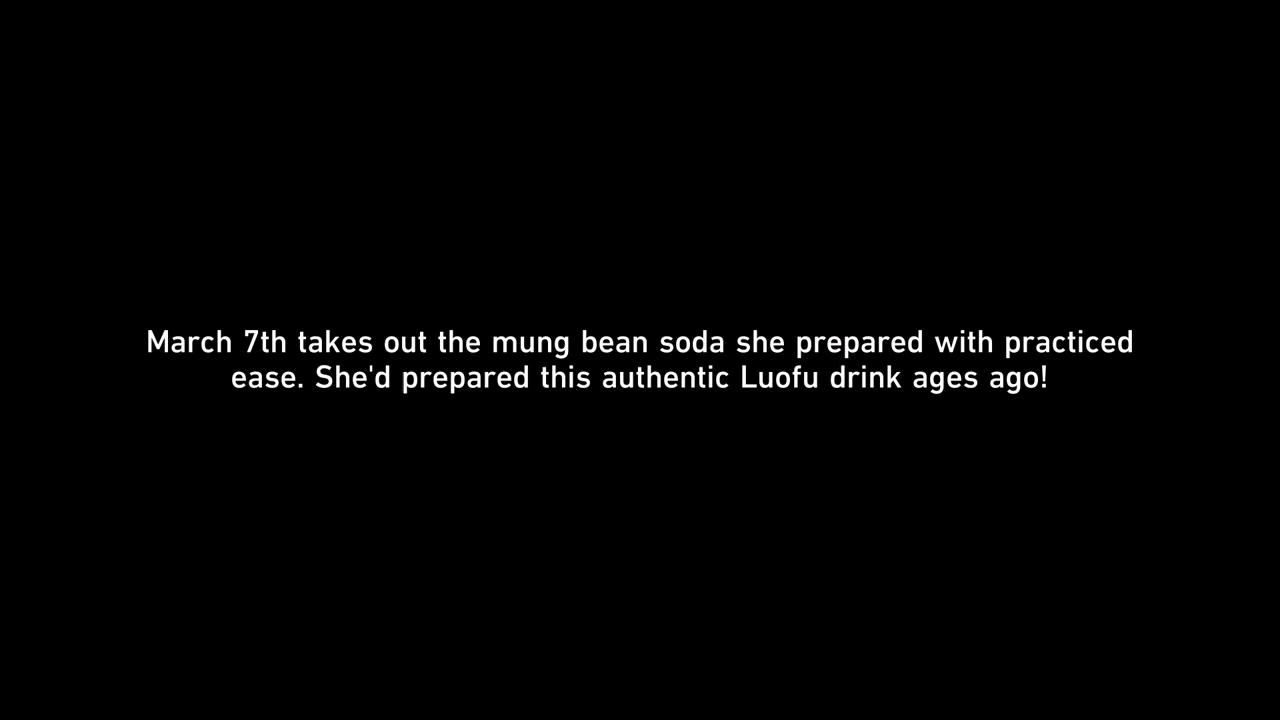 March 7th takes out the mung bean soda she prepared with practiced
ease. She'd prepared this authentic Luofu drink ages ago!